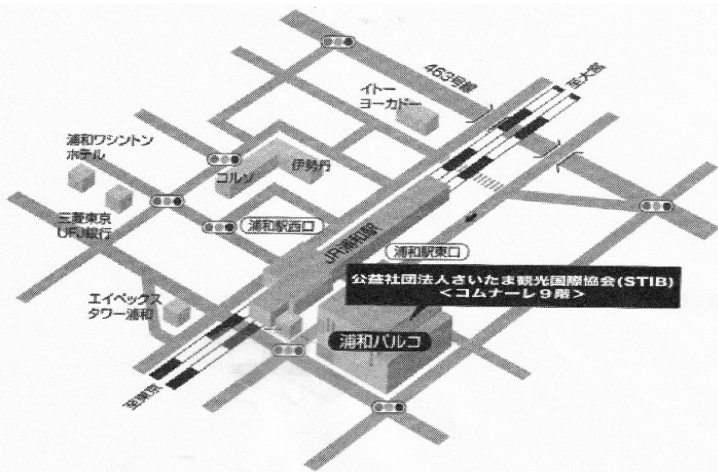 463号線
至大宮
イトー
ヨーカドー
浦和ワシントン
ホテル
伊勢丹
コルソ
三菱東京
UFJ銀行
浦和駅西口
JR浦和駅
浦和駅東口
公益社団法人さいたま観光国際協会(STIB)
<コムナーレ9階>
エイペックス
タワー浦和
浦和パルコ
至東京